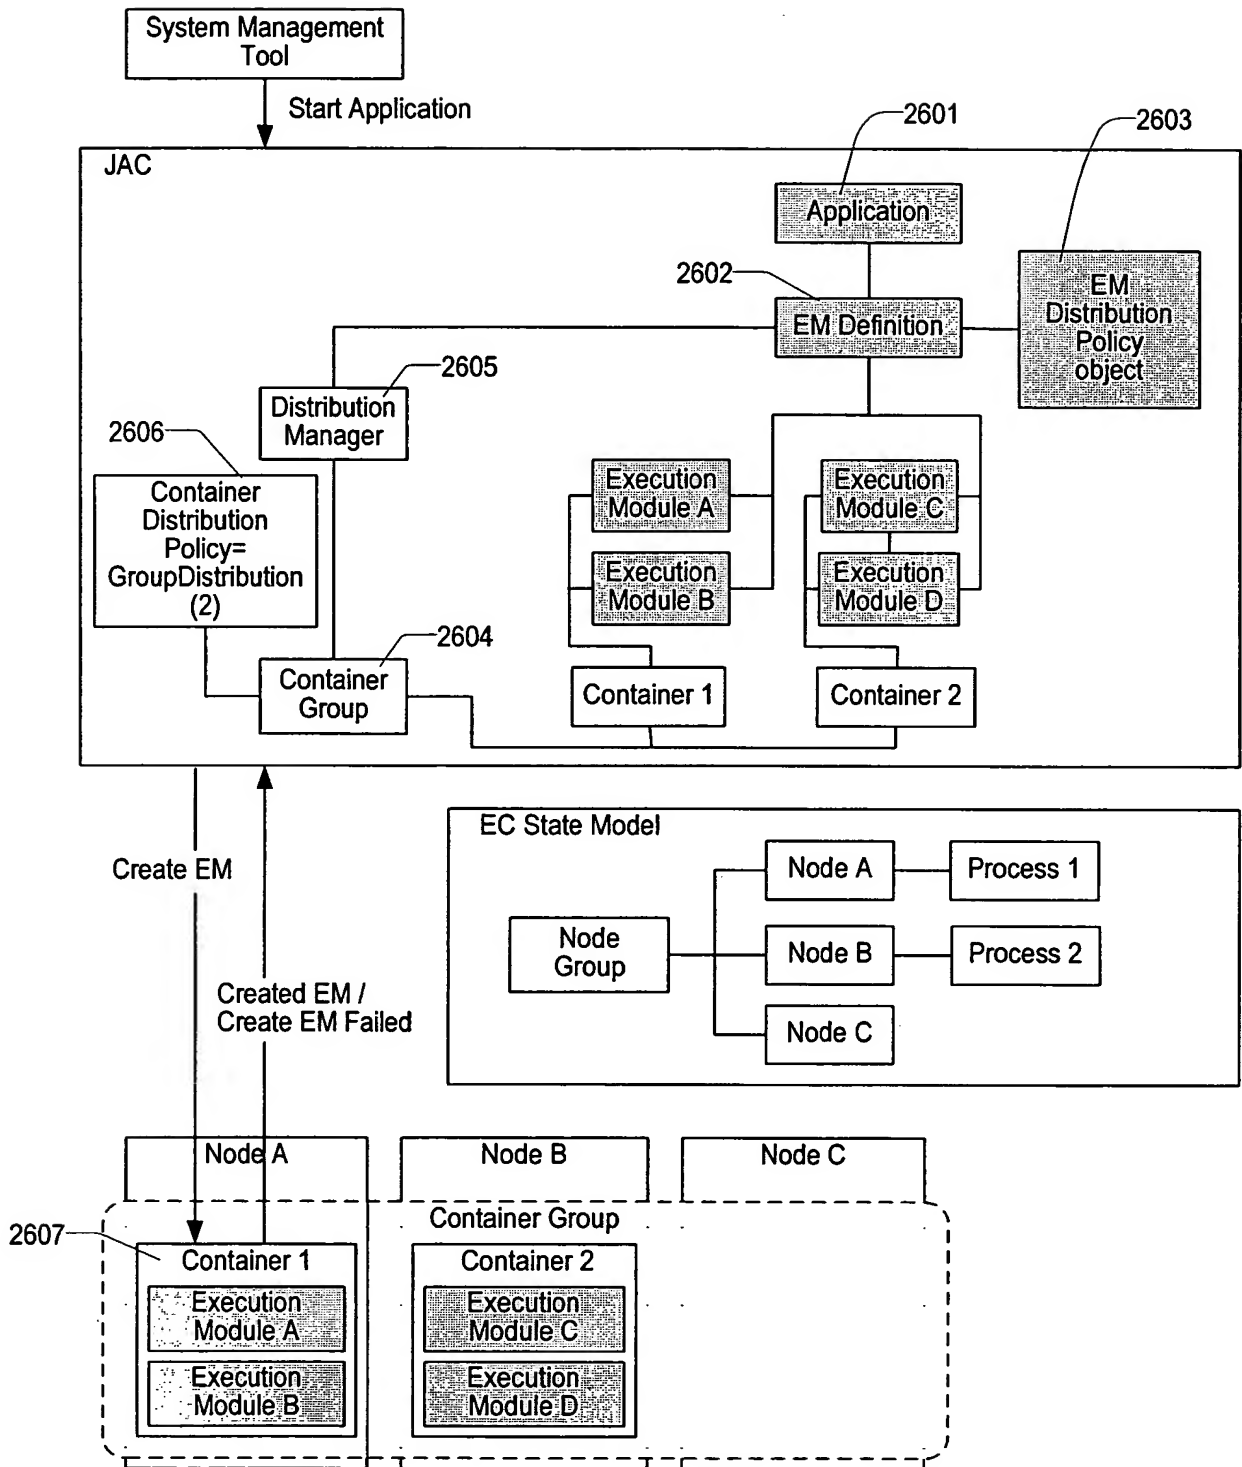 System Management
Tool
Start Application
2601
2603
JAC
Application
2602
EM
Distribution
Policy
object
EM Definition
2605
Distribution
Manager
2606
Container
Distribution
Policy=
GroupDistribution
(2)
Execution
Module A
Execution
Module C
Execution
Module B
Execution
Module D
2604
Container
Group
Container 1
Container 2
EC State Model
Create EM
Node A
Process 1
Node
Group
Node B
Process 2
Created EM /
Create EM Failed
Node C
Node A
Node B
Node C
Container Group
2607
Container 1
Container 2
Execution
Module A
Execution
Module C
Execution
Module B
Execution
Module D